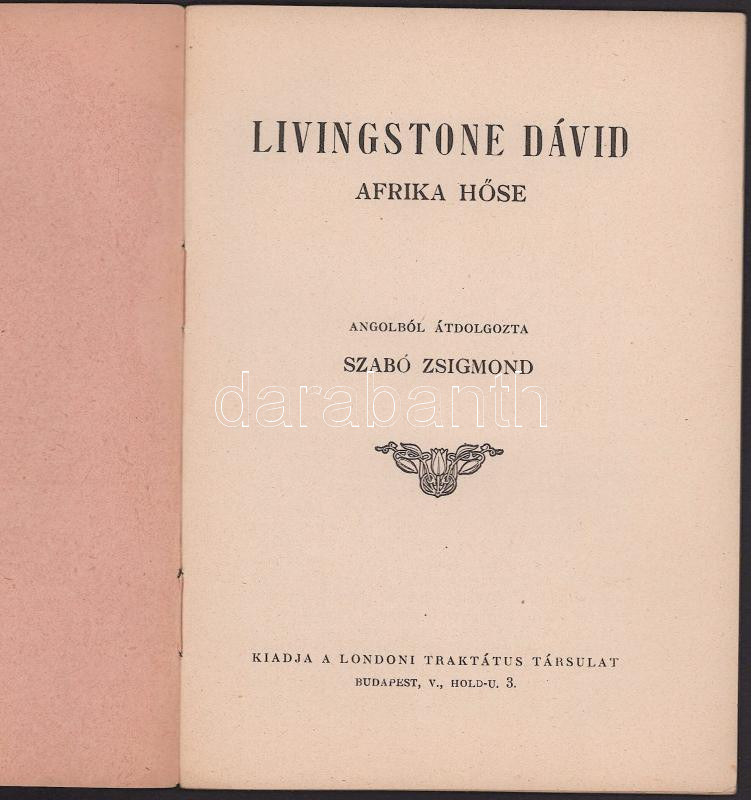 LIVINGSTONE DÁVID
AFRIKA HŐSE
ANGOLBÓL ÁTDOLGOZTA
SZABÓ ZSIGMOND
darabanth
KIADJA A LONDONI TRAKTÁTUS TÁRSULAT
BUDAPEST, V., HOLD-U. 3.